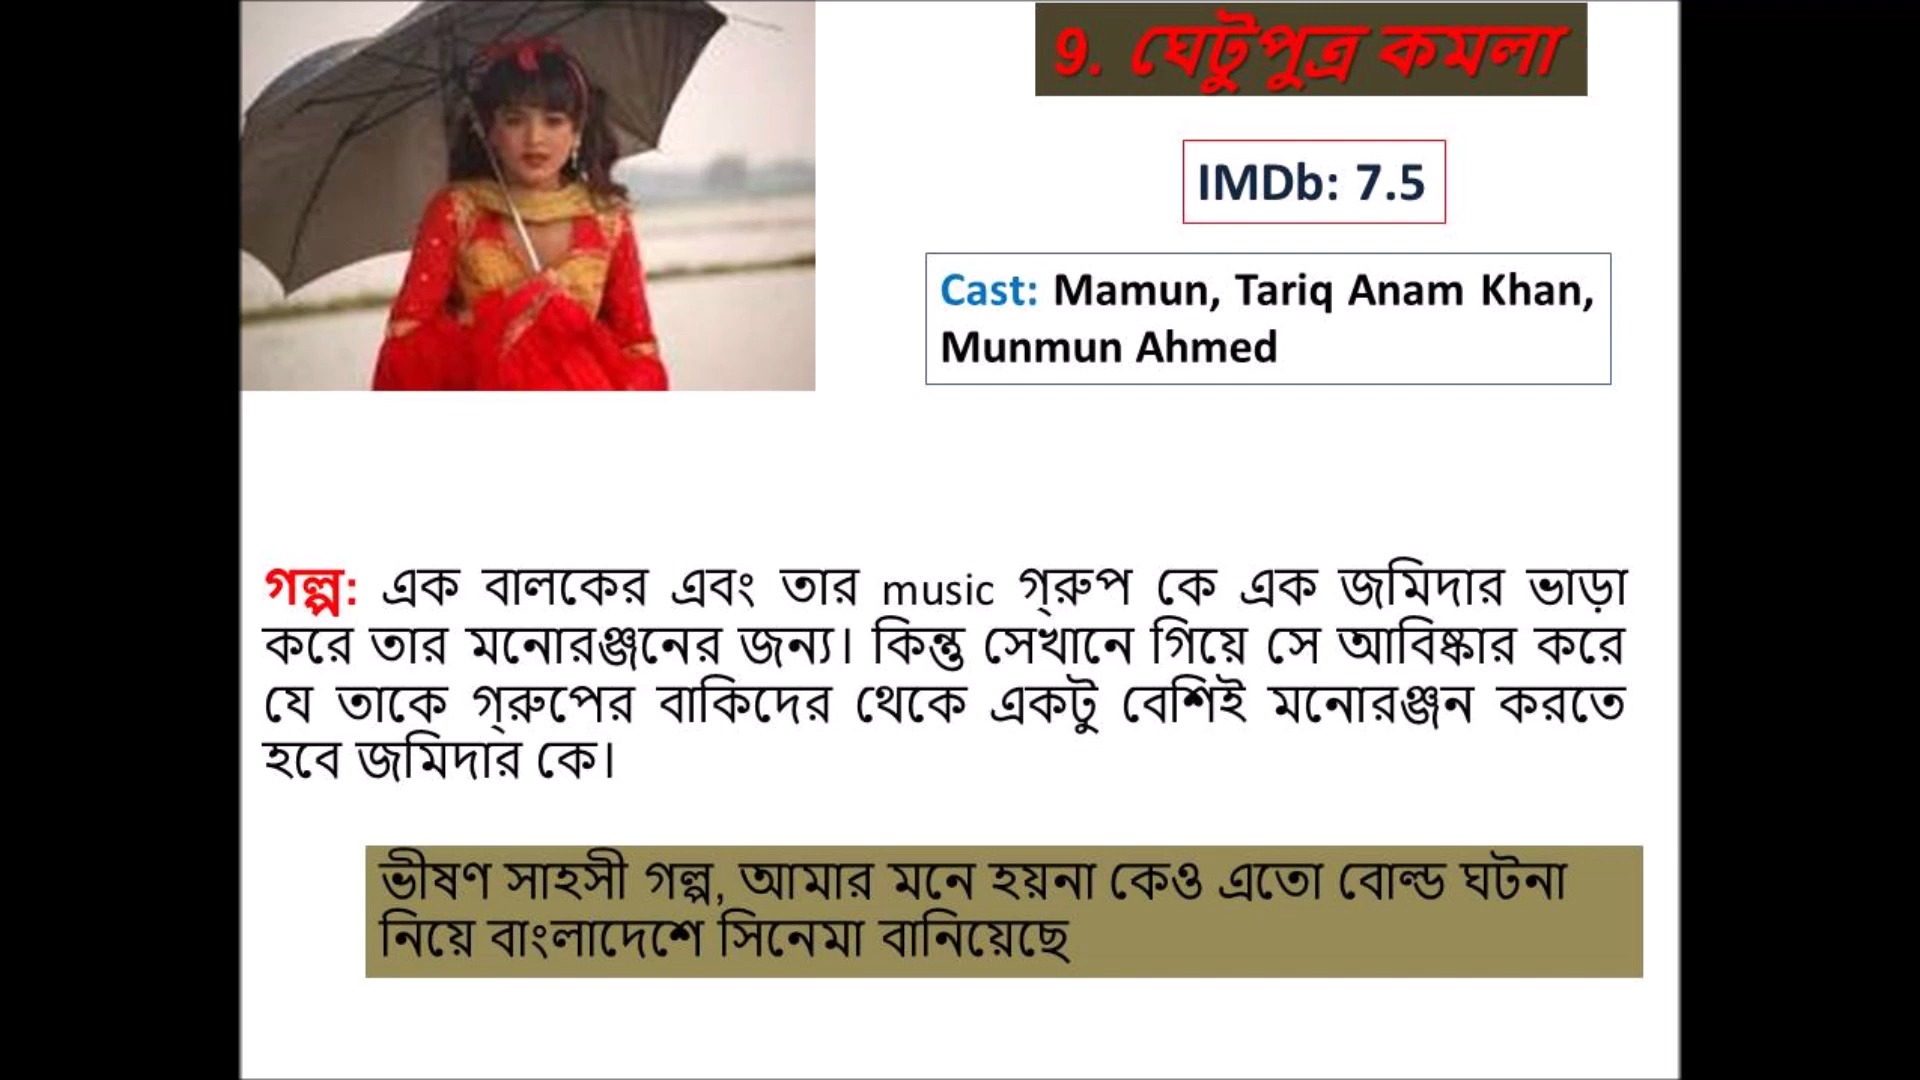 9. ঘেটুপুত্র কমলা
IMDb: 7.5
Cast: Mamun, Tariq Anam Khan,
Munmun Ahmed
গল্প: এক বালকের এবং তার music গ্রুপ কে এক জমিদার ভাড়া
করে তার মনোরঞ্জনের জন্য। কিন্তু সেখানে গিয়ে সে আবিষ্কার করে
যে তাকে গ্রুপের বাকিদের থেকে একটু বেশিই মনোরঞ্জন করতে
হবে জমিদার কে।
ভীষণ সাহসী গল্প, আমার মনে হয়না কেও এতো বোল্ড ঘটনা
নিয়ে বাংলাদেশে সিনেমা বানিয়েছে